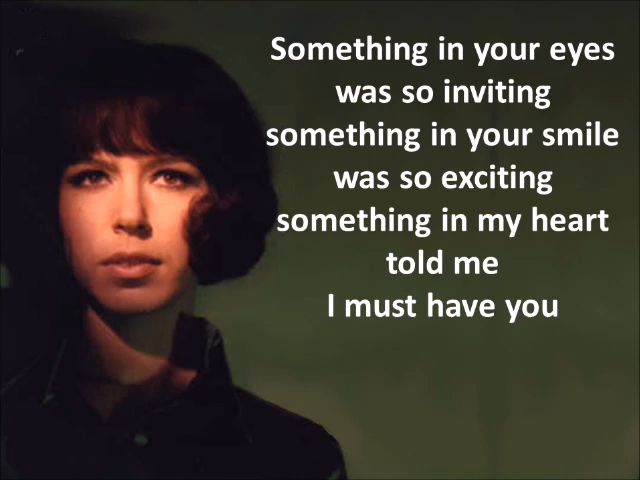 Something in your eyes
was so inviting
something in your smile
was so exciting
something in my heart
told me
I must have you